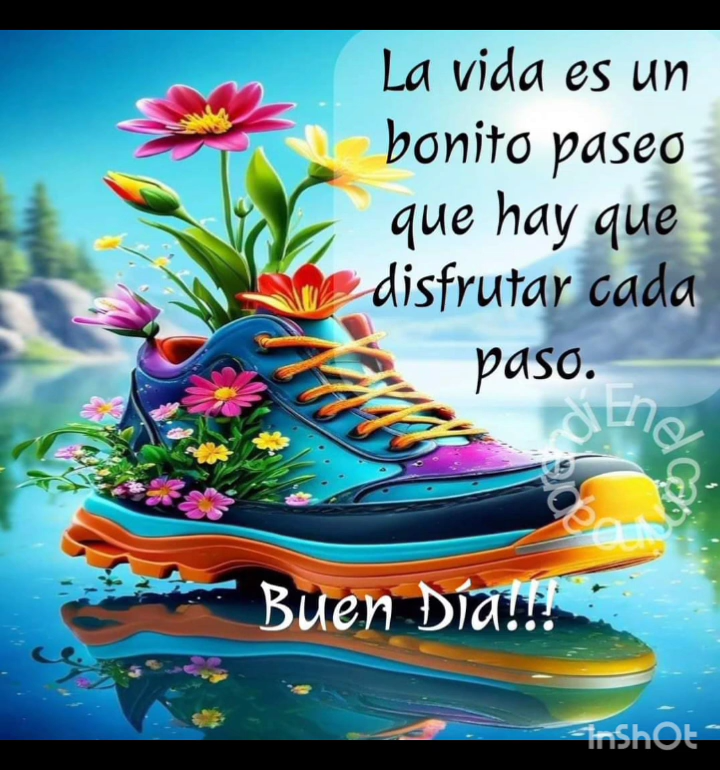 La vida es un
bonito paseo
que hay que
disfrutar cada
paso.
Buen Día!!!
InShOt